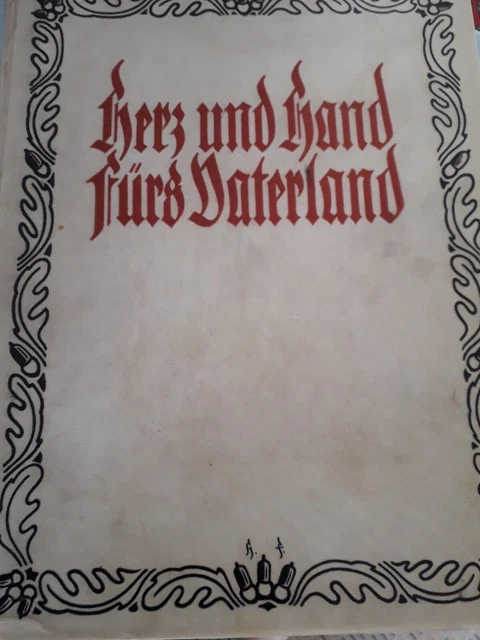 Herz und Hand
fürs Vaterland